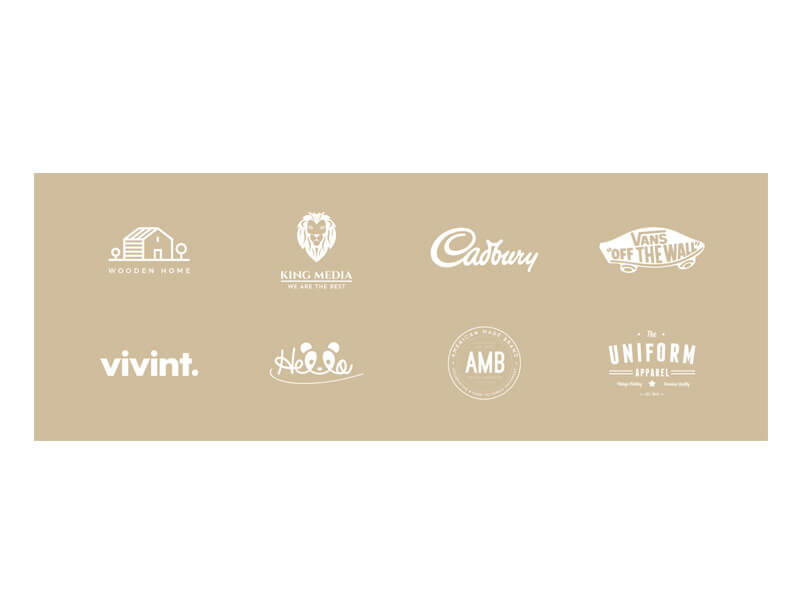 WOODEN HOME
KING MEDIA
WE ARE THE BEST
Cadbury
VANS
"OFF THE WALL"
vivint.
Hello
AMERICAN MADE BRAND
AMB
The
UNIFORM
APPAREL